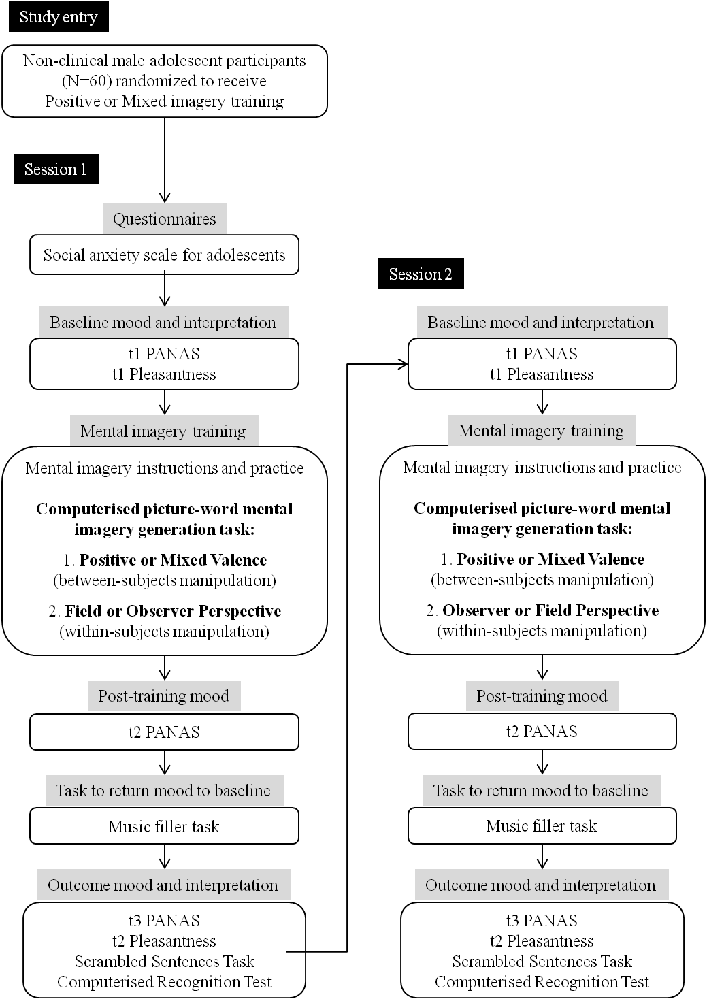 Study entry
Non-clinical male adolescent participants
(N=60) randomized to receive
Positive or Mixed imagery training
Session 1
Questionnaires
Social anxiety scale for adolescents
Baseline mood and interpretation
t1 PANAS
t1 Pleasantness
Mental imagery training
Mental imagery instructions and practice
Computerised picture-word mental
imagery generation task:
1. Positive or Mixed Valence
(between-subjects manipulation)
2. Field or Observer Perspective
(within-subjects manipulation)
Post-training mood
t2 PANAS
Task to return mood to baseline
Music filler task
Outcome mood and interpretation
t3 PANAS
t2 Pleasantness
Scrambled Sentences Task
Computerised Recognition Test
Session 2
Baseline mood and interpretation
t1 PANAS
t1 Pleasantness
Mental imagery training
Mental imagery instructions and practice
Computerised picture-word mental
imagery generation task:
1. Positive or Mixed Valence
(between-subjects manipulation)
2. Observer or Field Perspective
(within-subjects manipulation)
Post-training mood
t2 PANAS
Task to return mood to baseline
Music filler task
Outcome mood and interpretation
t3 PANAS
t2 Pleasantness
Scrambled Sentences Task
Computerised Recognition Test